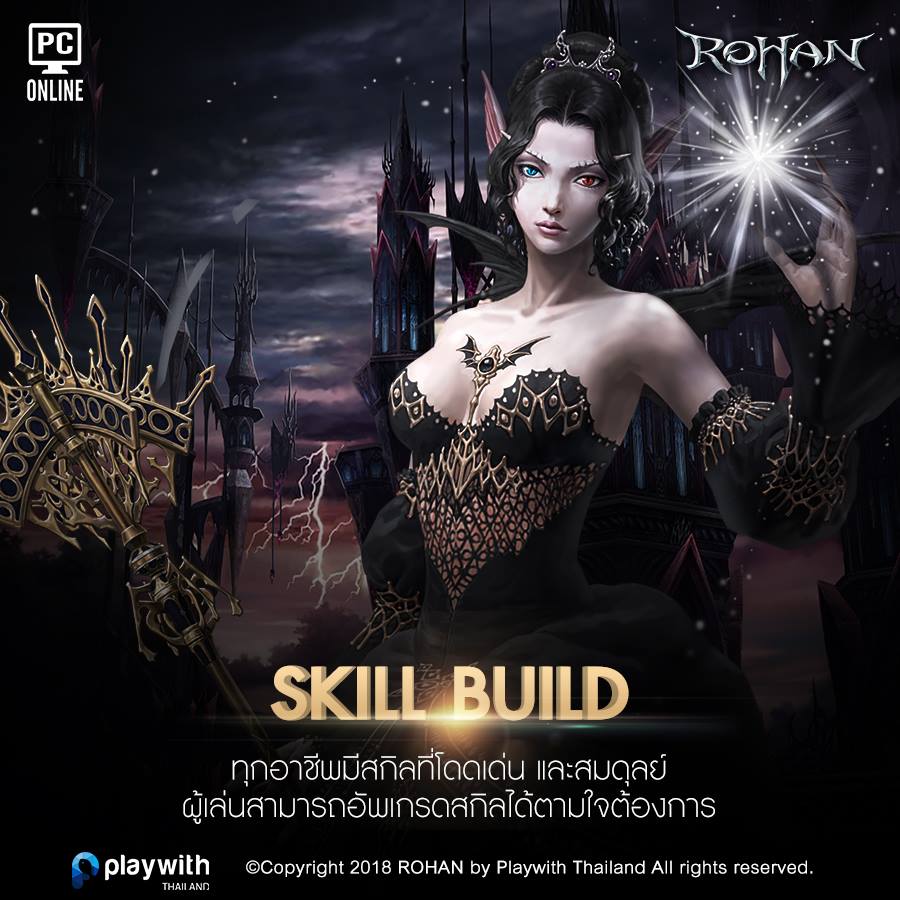 PC
ONLINE
ROHAN
SKILL BUILD
ทุกอาชีพมีสกิลที่โดดเด่น และสมดุลย์
ผู้เล่นสามารถอัพเกรดสกิลได้ตามใจต้องการ
playwith
THAILAND
©Copyright 2018 ROHAN by Playwith Thailand All rights reserved.